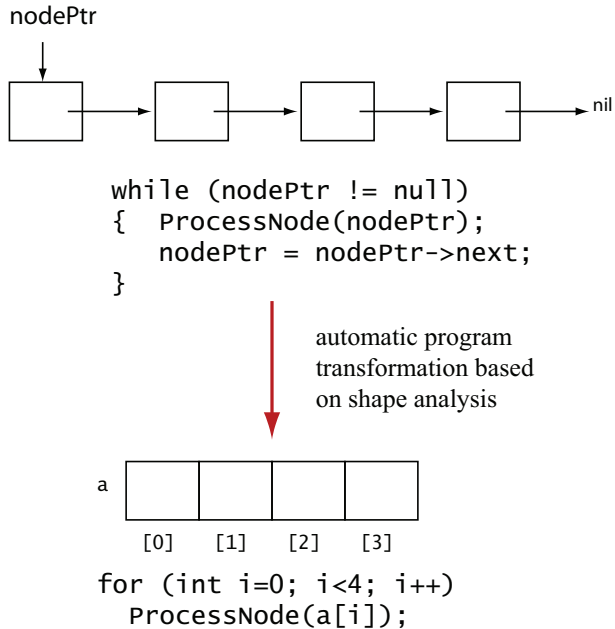 nodePtr
nil
while (nodePtr != null)
{  ProcessNode(nodePtr);
   nodePtr = nodePtr->next;
}
automatic program
transformation based
on shape analysis
a
[0] [1] [2] [3]
for (int i=0; i<4; i++)
  ProcessNode(a[i]);